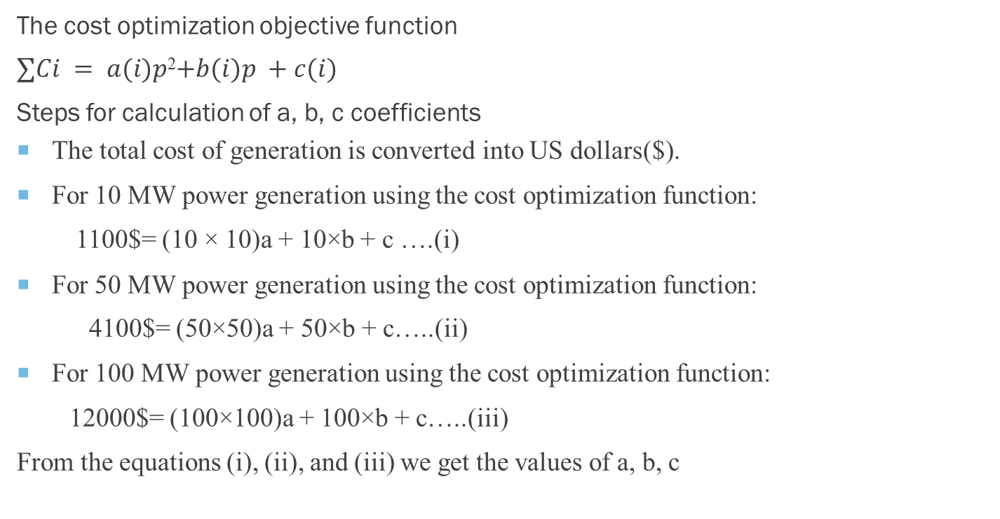 The cost optimization objective function
∑Ci = a(i)p²+b(i)p + c(i)
Steps for calculation of a, b, c coefficients
▪ The total cost of generation is converted into US dollars($).
▪ For 10 MW power generation using the cost optimization function:
1100$= (10 × 10)a + 10×b + c ….(i)
▪ For 50 MW power generation using the cost optimization function:
4100$= (50×50)a + 50×b + c…..(ii)
▪ For 100 MW power generation using the cost optimization function:
12000$= (100×100)a + 100×b + c…..(iii)
From the equations (i), (ii), and (iii) we get the values of a, b, c